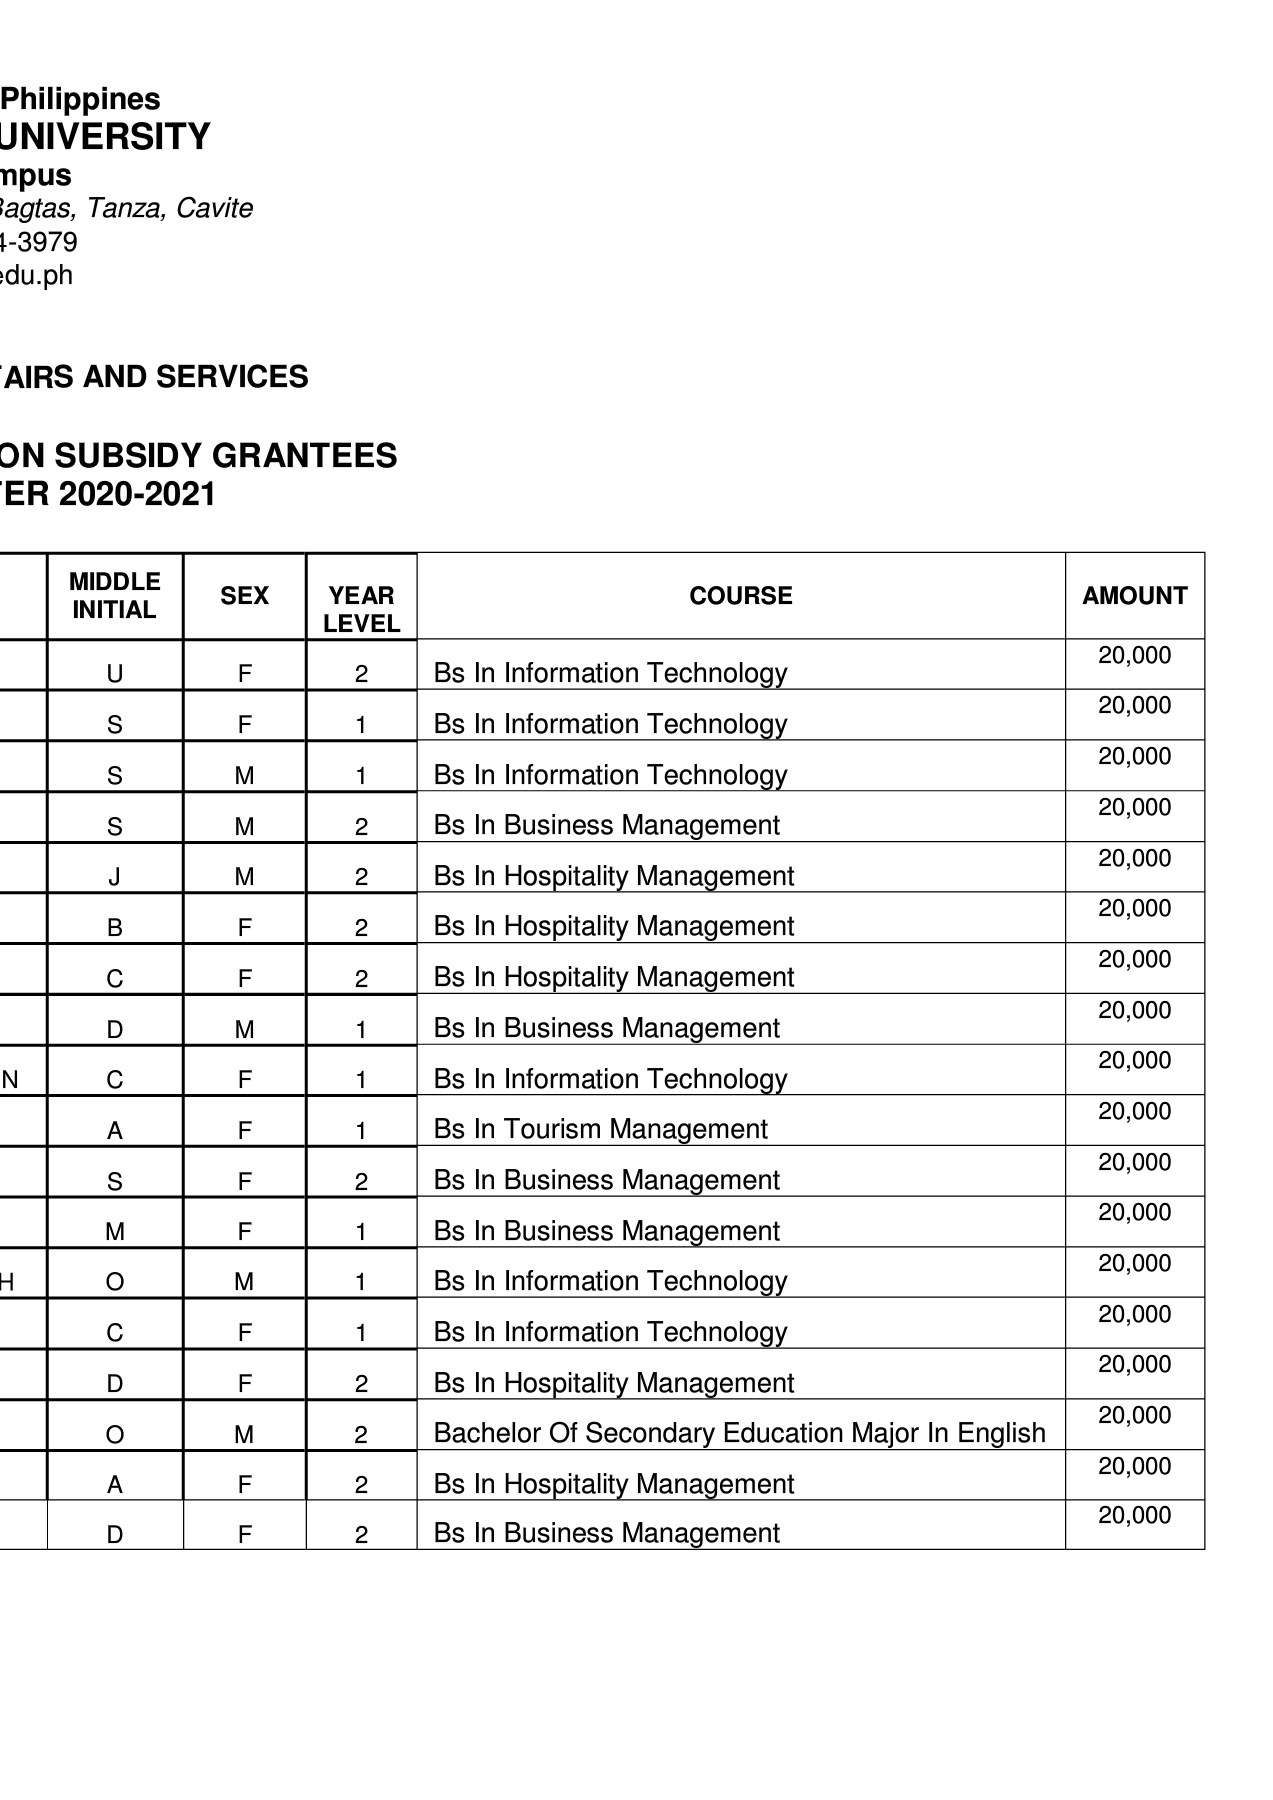 Philippines
UNIVERSITY
mpus
Bagtas, Tanza, Cavite
4-3979
edu.ph
AIRS AND SERVICES
ON SUBSIDY GRANTEES
TER 2020-2021
MIDDLE INITIAL SEX YEAR LEVEL COURSE AMOUNT
U F 2 Bs In Information Technology 20,000
S F 1 Bs In Information Technology 20,000
S M 1 Bs In Information Technology 20,000
S M 2 Bs In Business Management 20,000
J M 2 Bs In Hospitality Management 20,000
B F 2 Bs In Hospitality Management 20,000
C F 2 Bs In Hospitality Management 20,000
D M 1 Bs In Business Management 20,000
N C F 1 Bs In Information Technology 20,000
A F 1 Bs In Tourism Management 20,000
S F 2 Bs In Business Management 20,000
M F 1 Bs In Business Management 20,000
H O M 1 Bs In Information Technology 20,000
C F 1 Bs In Information Technology 20,000
D F 2 Bs In Hospitality Management 20,000
O M 2 Bachelor Of Secondary Education Major In English 20,000
A F 2 Bs In Hospitality Management 20,000
D F 2 Bs In Business Management 20,000